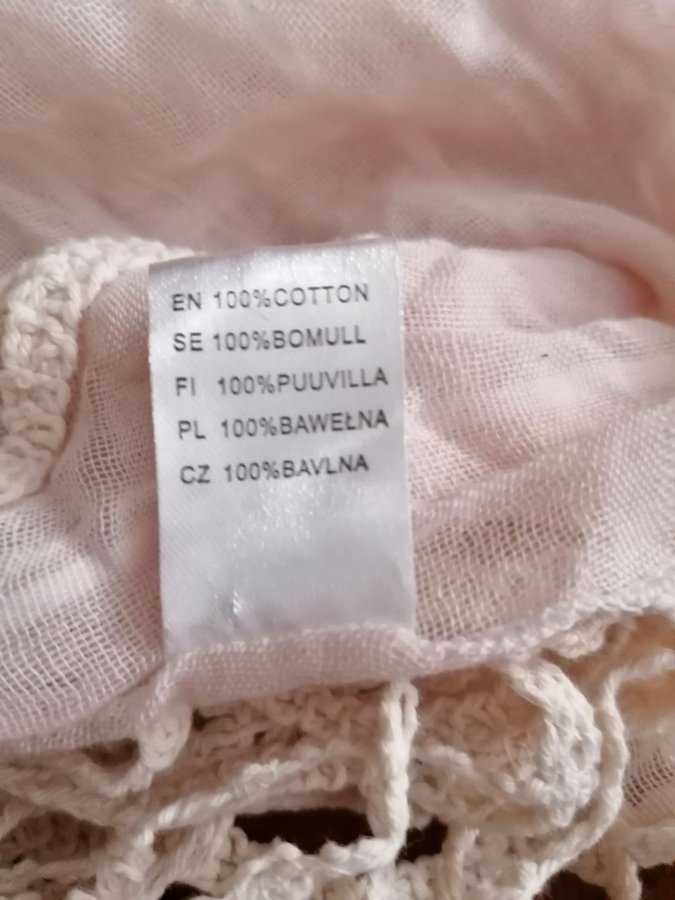 EN 100%COTTON
SE 100%BOMULL
FI 100%PUUVILLA
PL 100%BAWEŁNA
CZ 100%BAVLNA